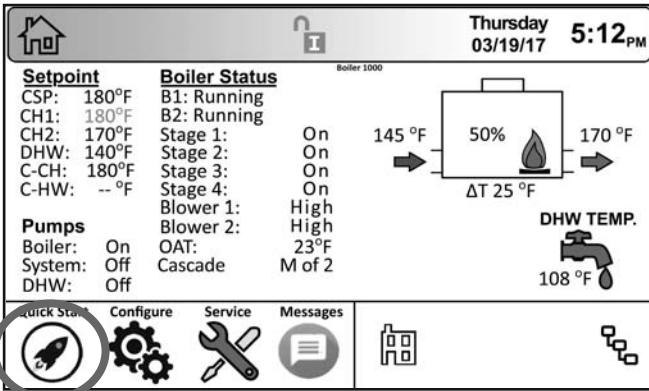 Thursday
03/19/17
5:12 PM
I
Boiler 1000
Setpoint
CSP: 180°F
CH1: 180°F
CH2: 170°F
DHW: 140°F
C-CH: 180°F
C-HW: -- °F
Pumps
Boiler: On
System: Off
DHW: Off
Boiler Status
B1: Running
B2: Running
Stage 1: On
Stage 2: On
Stage 3: On
Stage 4: On
Blower 1: High
Blower 2: High
OAT: 23°F
Cascade M of 2
145 °F
50%
170 °F
ΔT 25 °F
DHW TEMP.
108 °F
Quick Start
Configure
Service
Messages